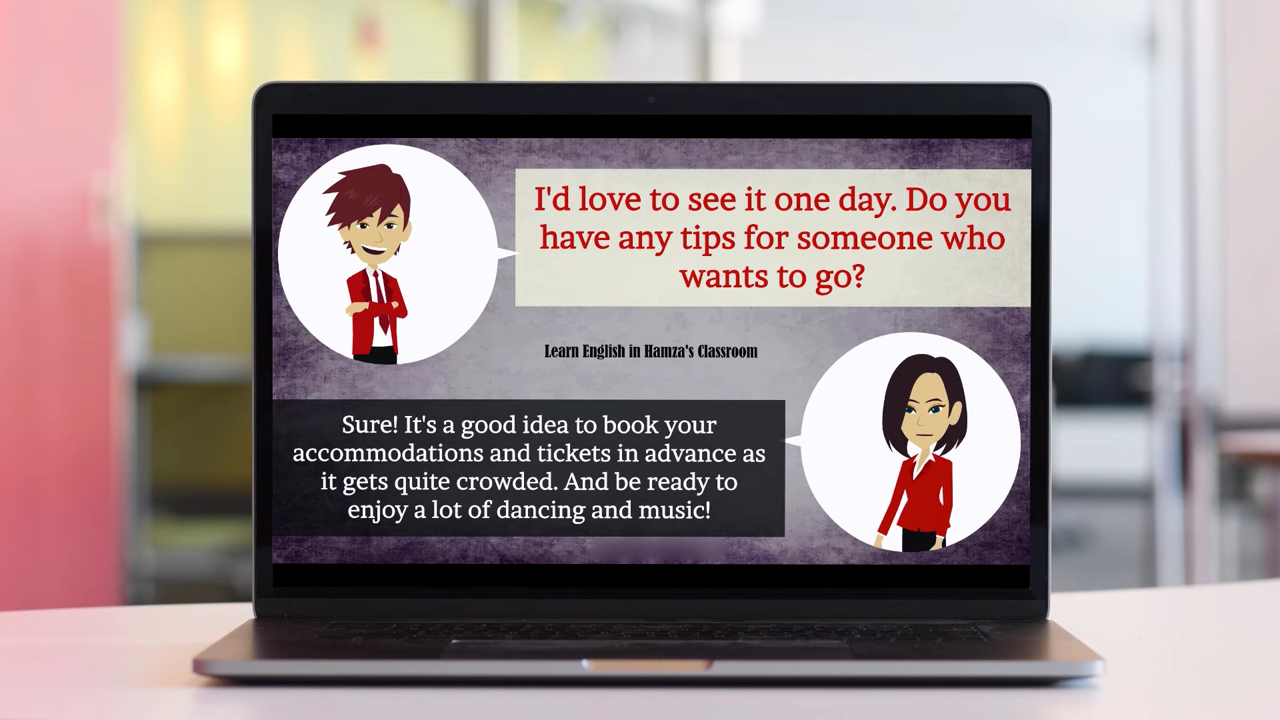 I'd love to see it one day. Do you
have any tips for someone who
wants to go?
Learn English in Hamza's Classroom
Sure! It's a good idea to book your
accommodations and tickets in advance as
it gets quite crowded. And be ready to
enjoy a lot of dancing and music!